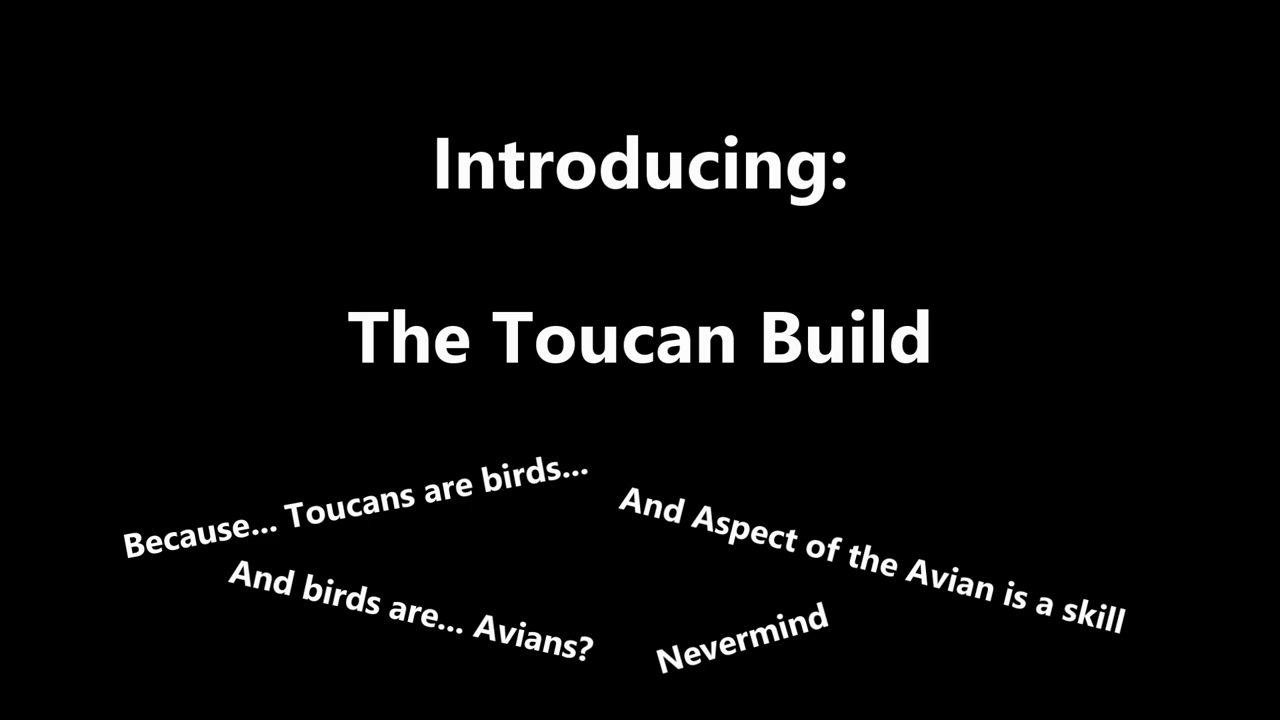 Introducing:
The Toucan Build
Because... Toucans are birds...
And birds are... Avians?
And Aspect of the Avian is a skill
Nevermind